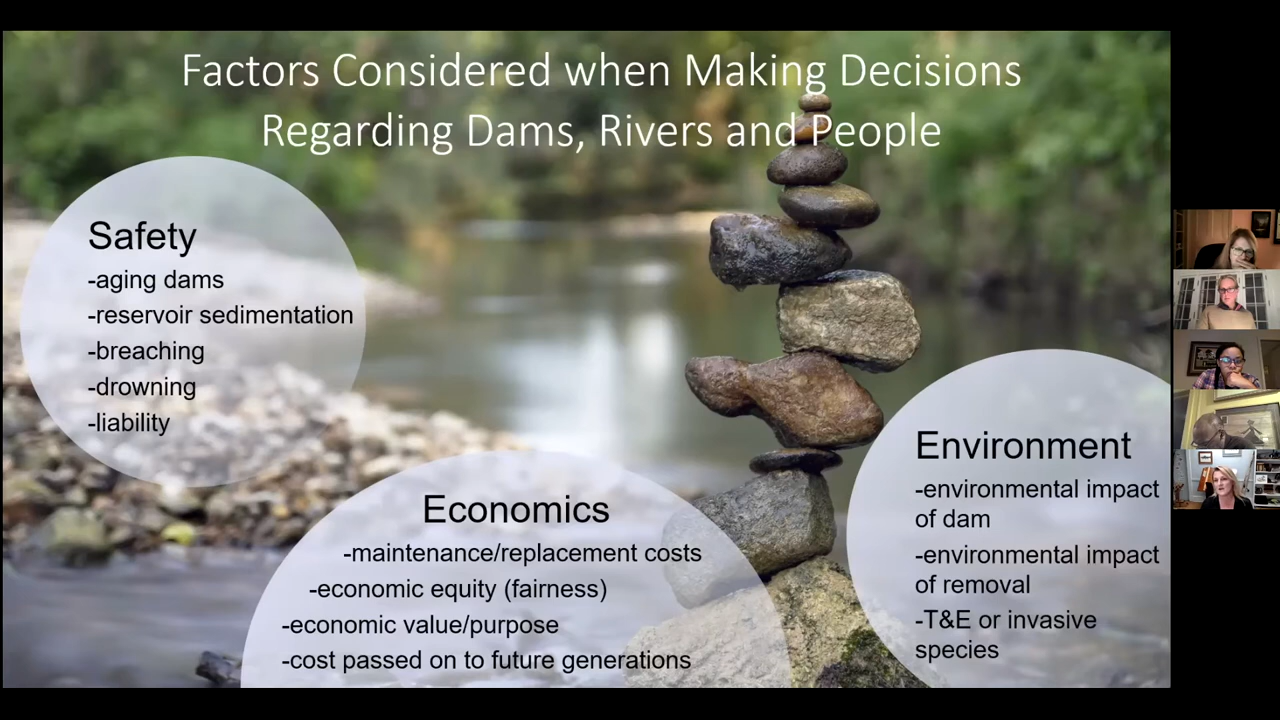 Factors Considered when Making Decisions
Regarding Dams, Rivers and People
Safety
-aging dams
-reservoir sedimentation
-breaching
-drowning
-liability
Economics
-maintenance/replacement costs
-economic equity (fairness)
-economic value/purpose
-cost passed on to future generations
Environment
-environmental impact
of dam
-environmental impact
of removal
-T&E or invasive
species